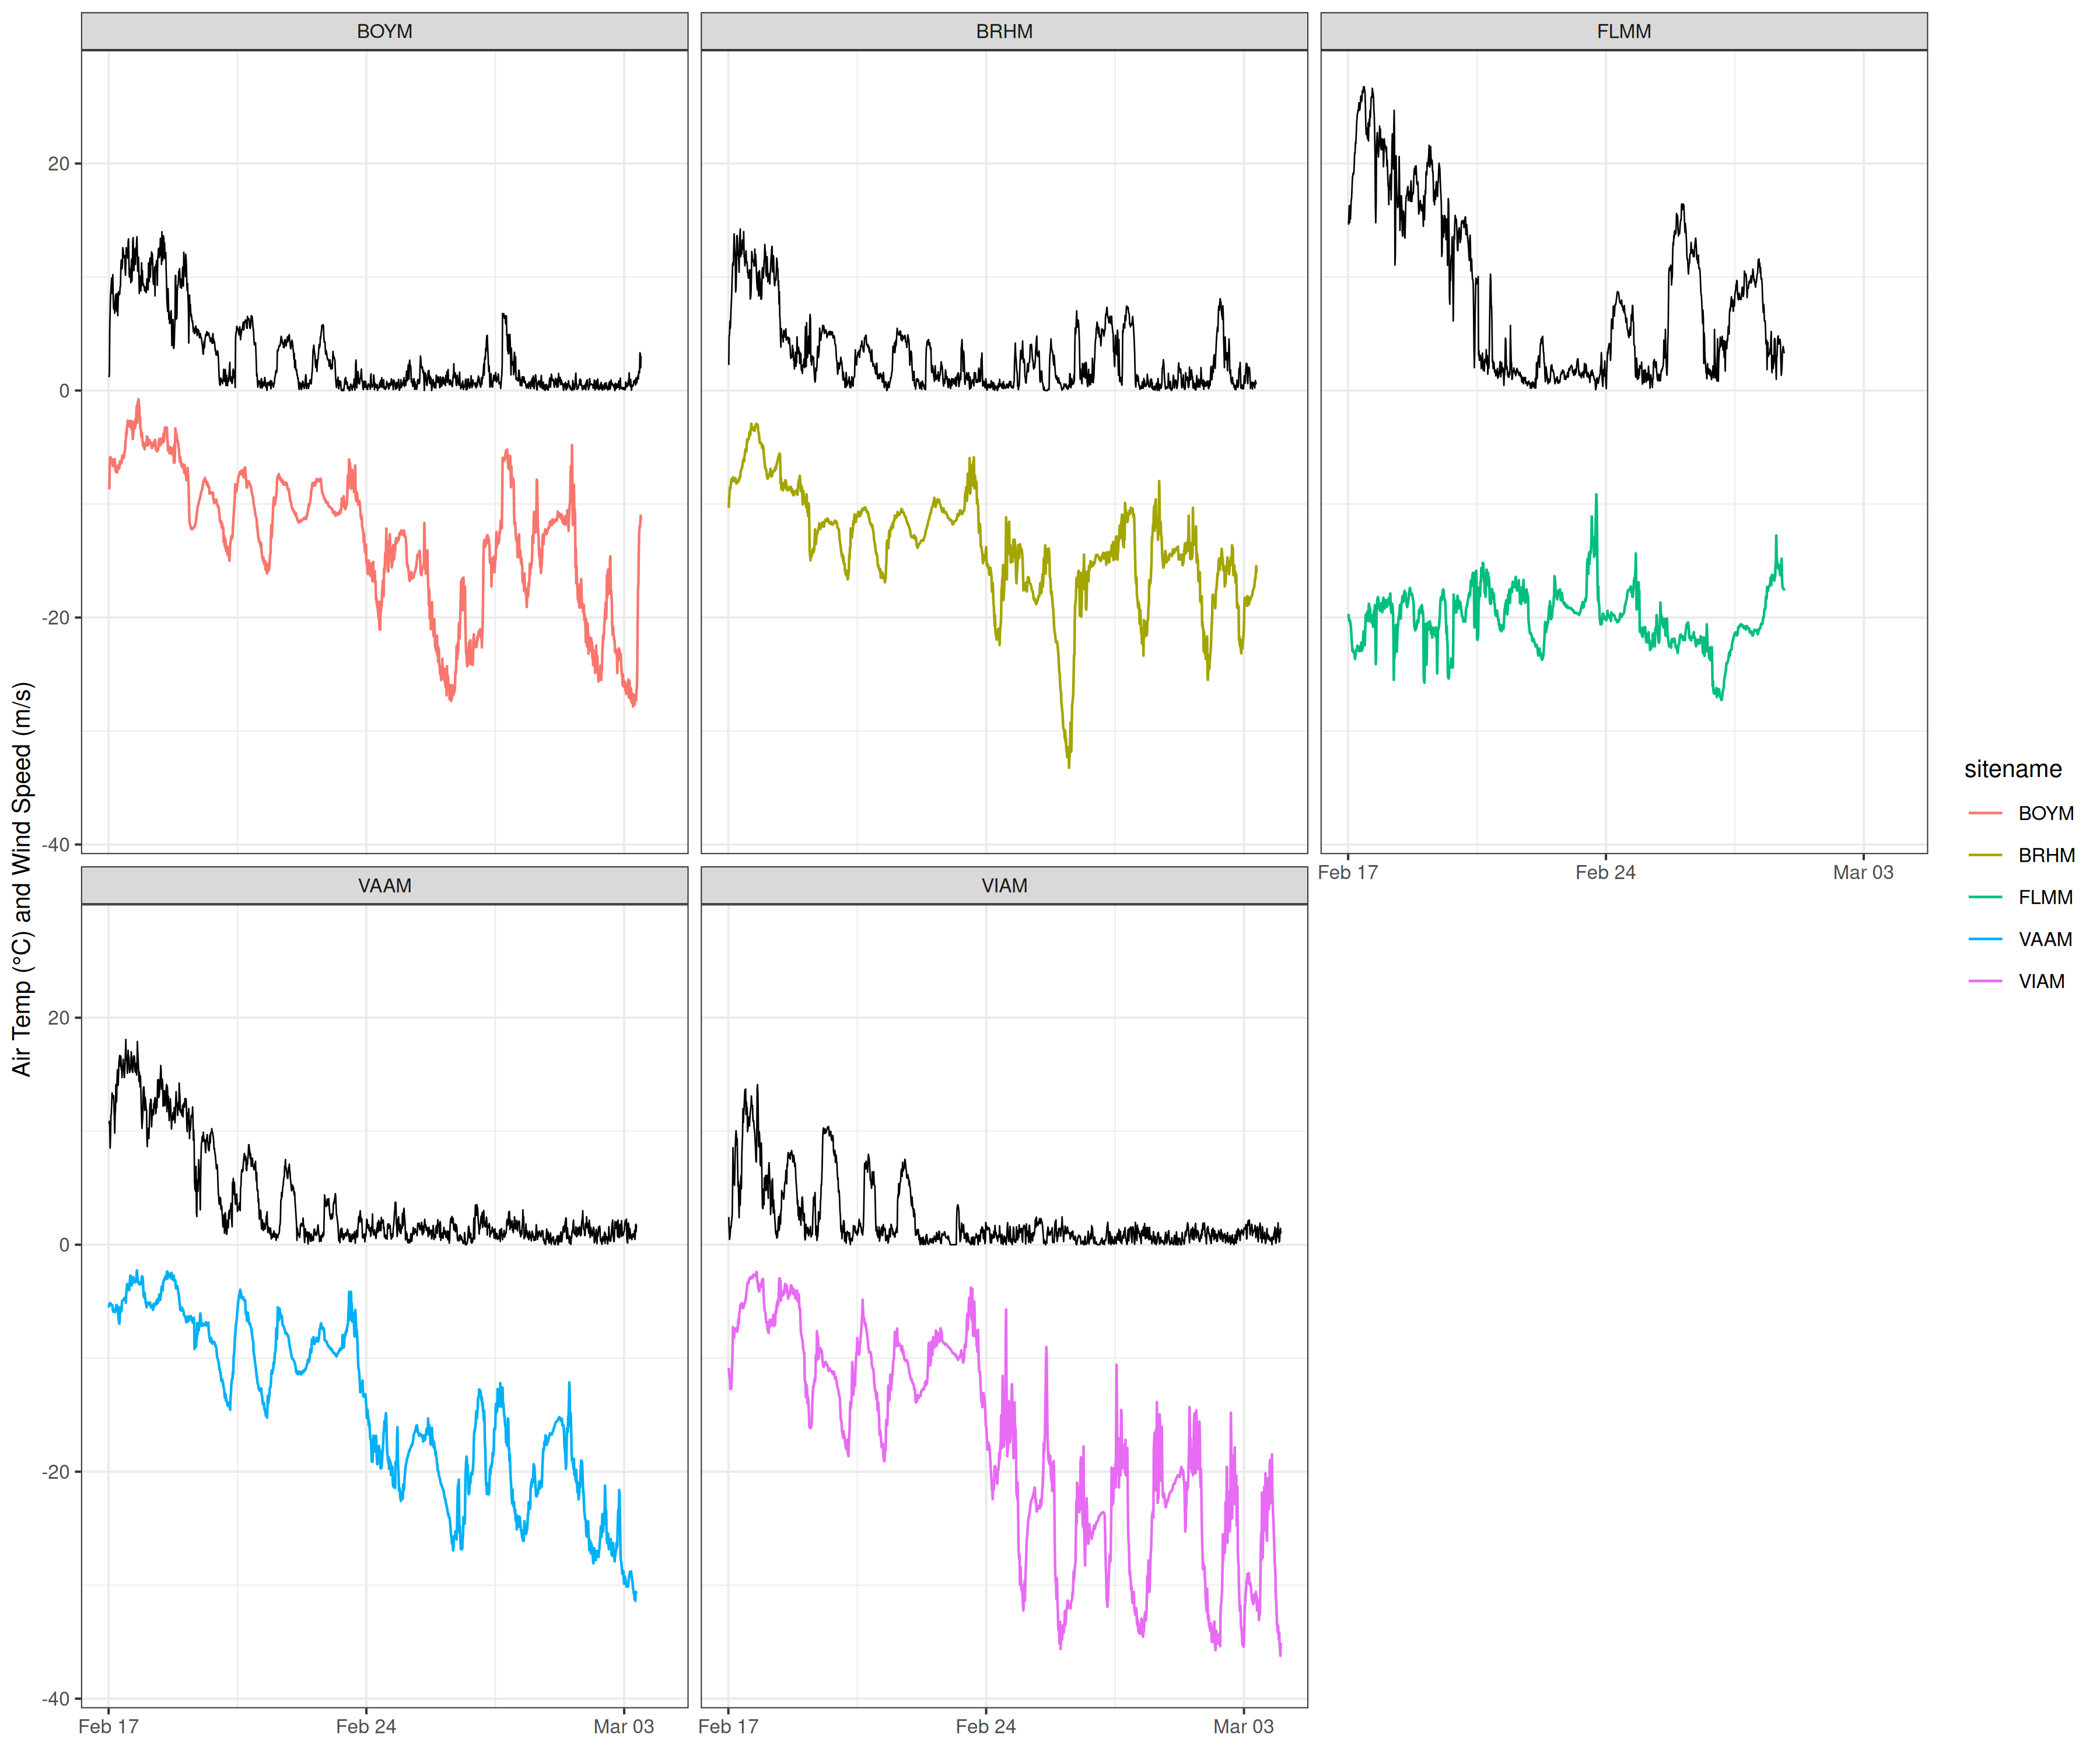 BOYM
BRHM
FLMM
20
0
-20
-40
Feb 17
Feb 24
Mar 03
VAAM
VIAM
20
0
-20
-40
Feb 17
Feb 24
Mar 03
Feb 17
Feb 24
Mar 03
Air Temp (°C) and Wind Speed (m/s)
sitename
BOYM
BRHM
FLMM
VAAM
VIAM